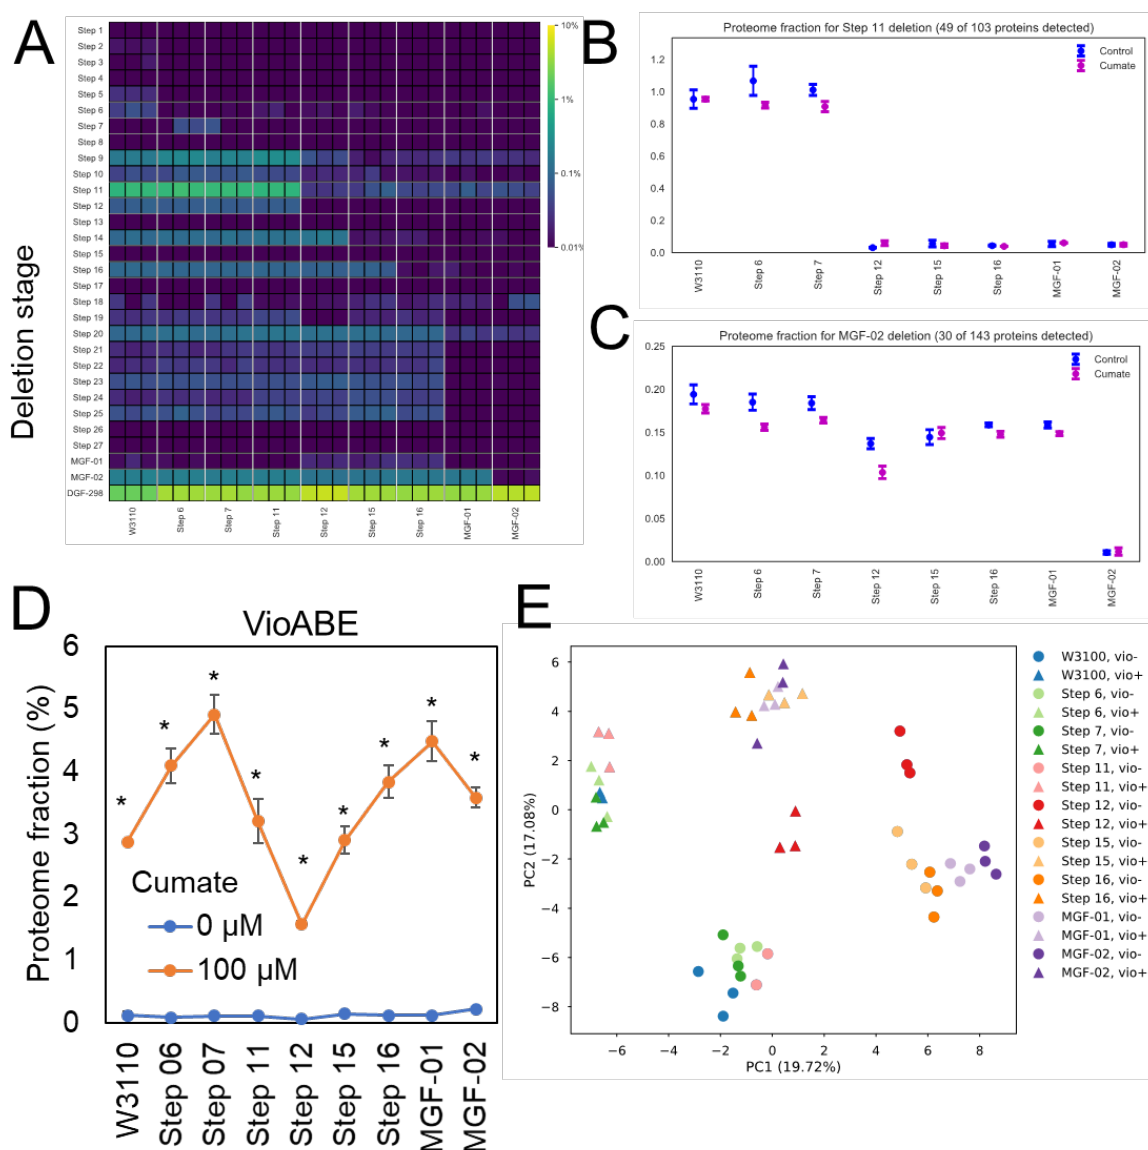 A
Deletion stage
Step 1
Step 2
Step 3
Step 4
Step 5
Step 6
Step 7
Step 8
Step 9
Step 10
Step 11
Step 12
Step 13
Step 14
Step 15
Step 16
Step 17
Step 18
Step 19
Step 20
Step 21
Step 22
Step 23
Step 24
Step 25
Step 26
Step 27
MGF-01
MGF-02
DGF-298
W3110
Step 6
Step 7
Step 11
Step 12
Step 15
Step 16
MGF-01
MGF-02
10%
1%
0.1%
0.01%
B
Proteome fraction for Step 11 deletion (49 of 103 proteins detected)
Control
Cumate
1.2
1.0
0.8
0.6
0.4
0.2
0.0
W3110
Step 6
Step 7
Step 12
Step 15
Step 16
MGF-01
MGF-02
C
Proteome fraction for MGF-02 deletion (30 of 143 proteins detected)
Control
Cumate
0.25
0.20
0.15
0.10
0.05
0.00
W3110
Step 6
Step 7
Step 12
Step 15
Step 16
MGF-01
MGF-02
D
VioABE
Proteome fraction (%)
6
5
4
3
2
1
0
*
*
*
*
*
*
*
*
*
Cumate
0 µM
100 µM
W3110
Step 06
Step 07
Step 11
Step 12
Step 15
Step 16
MGF-01
MGF-02
E
PC2 (17.08%)
6
4
2
0
−2
−4
−6
−8
−6
−4
−2
0
2
4
6
8
PC1 (19.72%)
W3100, vio-
W3100, vio+
Step 6, vio-
Step 6, vio+
Step 7, vio-
Step 7, vio+
Step 11, vio-
Step 11, vio+
Step 12, vio-
Step 12, vio+
Step 15, vio-
Step 15, vio+
Step 16, vio-
Step 16, vio+
MGF-01, vio-
MGF-01, vio+
MGF-02, vio-
MGF-02, vio+